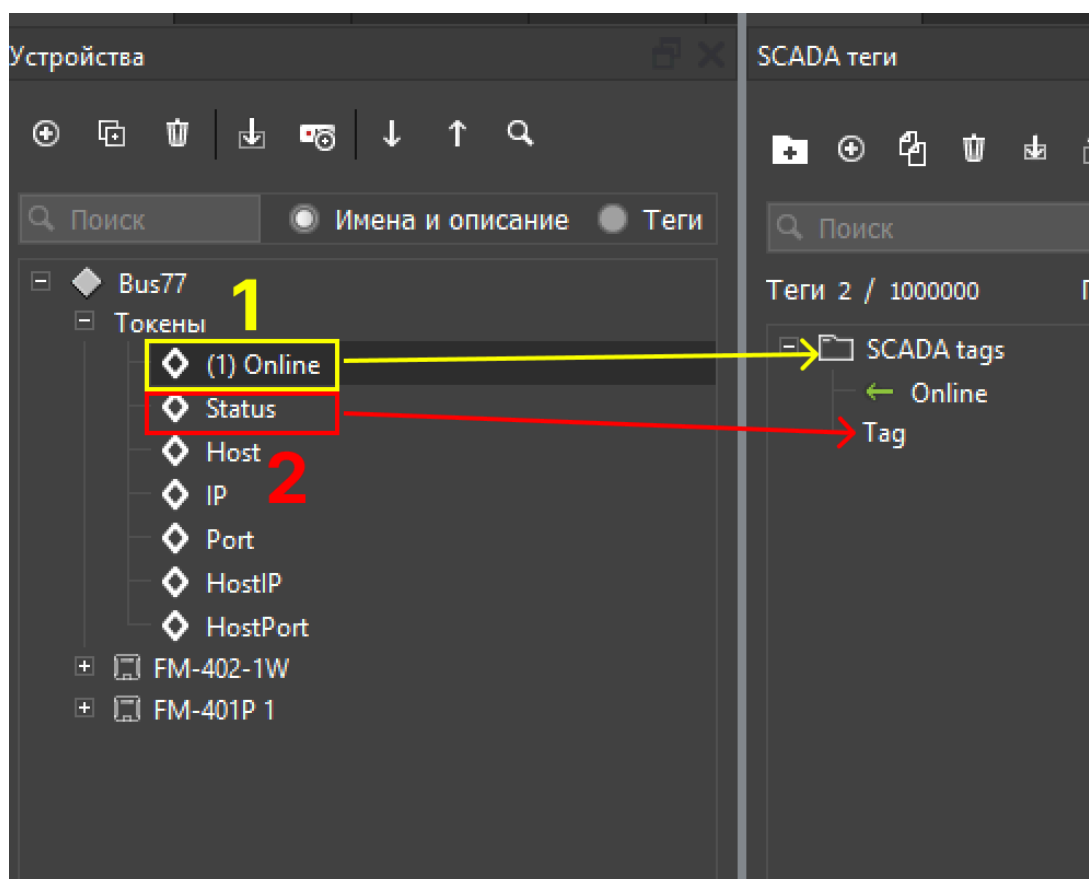 Устройства
Поиск
Имена и описание
Теги
Bus77
1
Токены
(1) Online
Status
Host
2
IP
Port
HostIP
HostPort
FM-402-1W
FM-401P 1
SCADA теги
Поиск
Теги 2 / 1000000
SCADA tags
Online
Tag